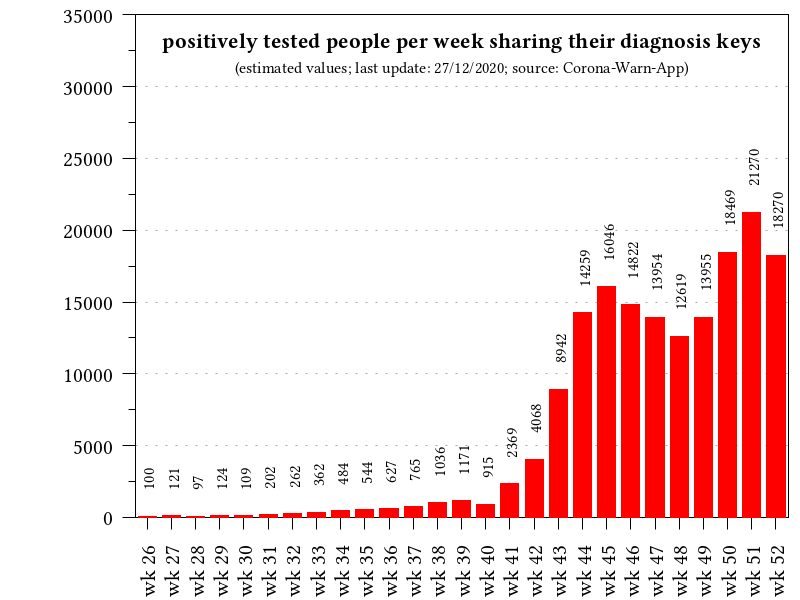 positively tested people per week sharing their diagnosis keys
(estimated values; last update: 27/12/2020; source: Corona-Warn-App)
35000
30000
25000
20000
15000
10000
5000
0
100
121
97
124
109
202
262
362
484
544
627
765
1036
1171
915
2369
4068
8942
14259
16046
14822
13954
12619
13955
18469
21270
18270
wk 26
wk 27
wk 28
wk 29
wk 30
wk 31
wk 32
wk 33
wk 34
wk 35
wk 36
wk 37
wk 38
wk 39
wk 40
wk 41
wk 42
wk 43
wk 44
wk 45
wk 46
wk 47
wk 48
wk 49
wk 50
wk 51
wk 52